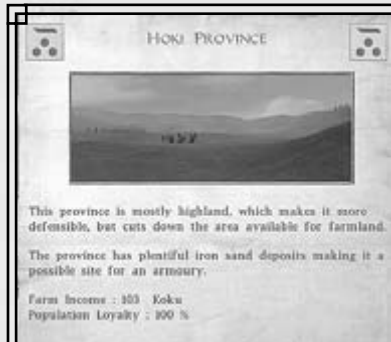 HOKI PROVINCE
This province is mostly highland, which makes it more
defensible, but cuts down the area available for farmland.
The province has plentiful iron sand deposits making it a
possible site for an armoury.
Farm Income : 103 Koku
Population Loyalty : 100 %